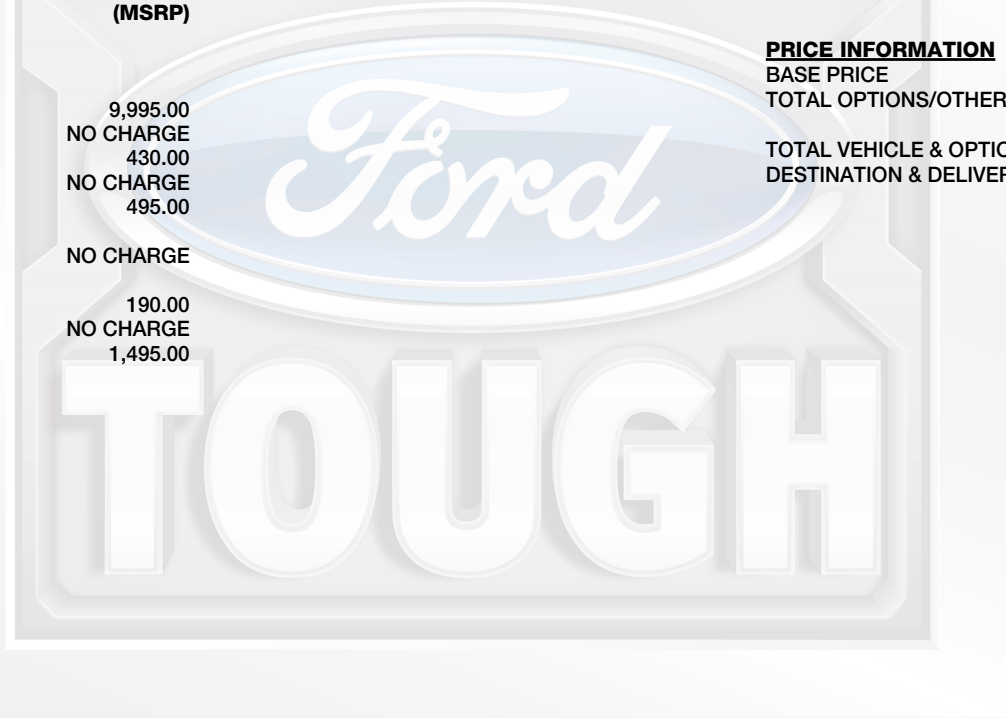 (MSRP)
9,995.00
NO CHARGE
430.00
NO CHARGE
495.00
NO CHARGE
190.00
NO CHARGE
1,495.00
PRICE INFORMATION
BASE PRICE
TOTAL OPTIONS/OTHER
TOTAL VEHICLE & OPTIO
DESTINATION & DELIVER
Ford
TOUGH